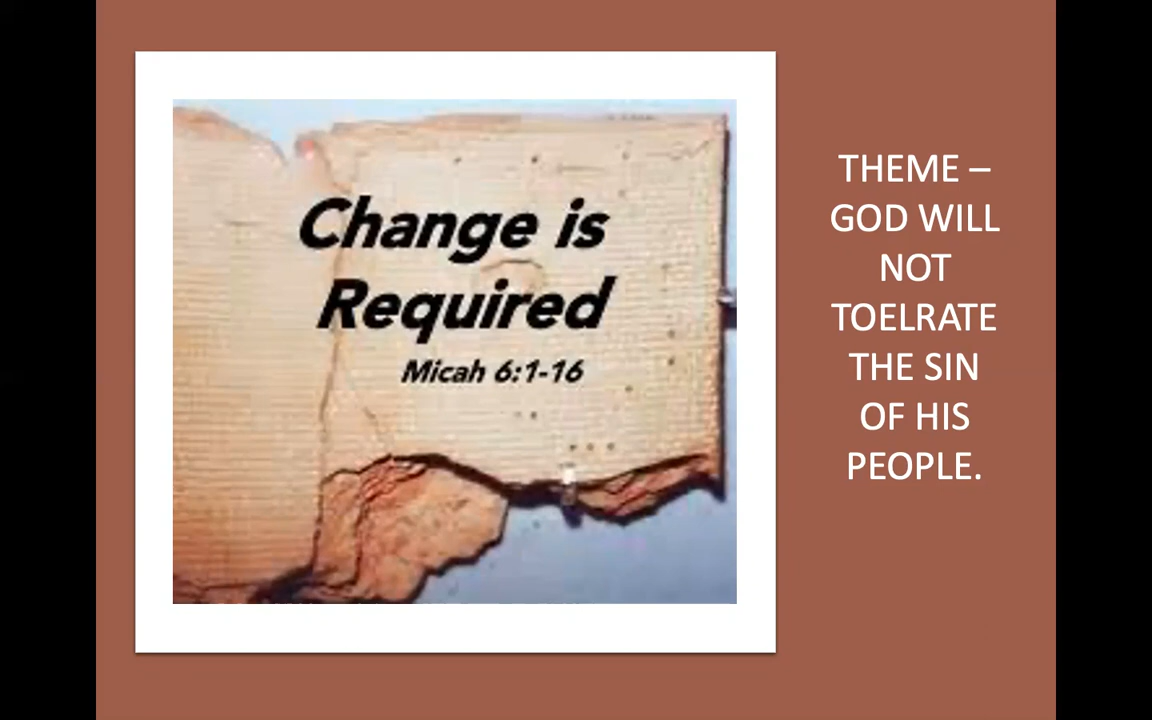 Change is
Required
Micah 6:1-16
THEME –
GOD WILL
NOT
TOELRATE
THE SIN
OF HIS
PEOPLE.